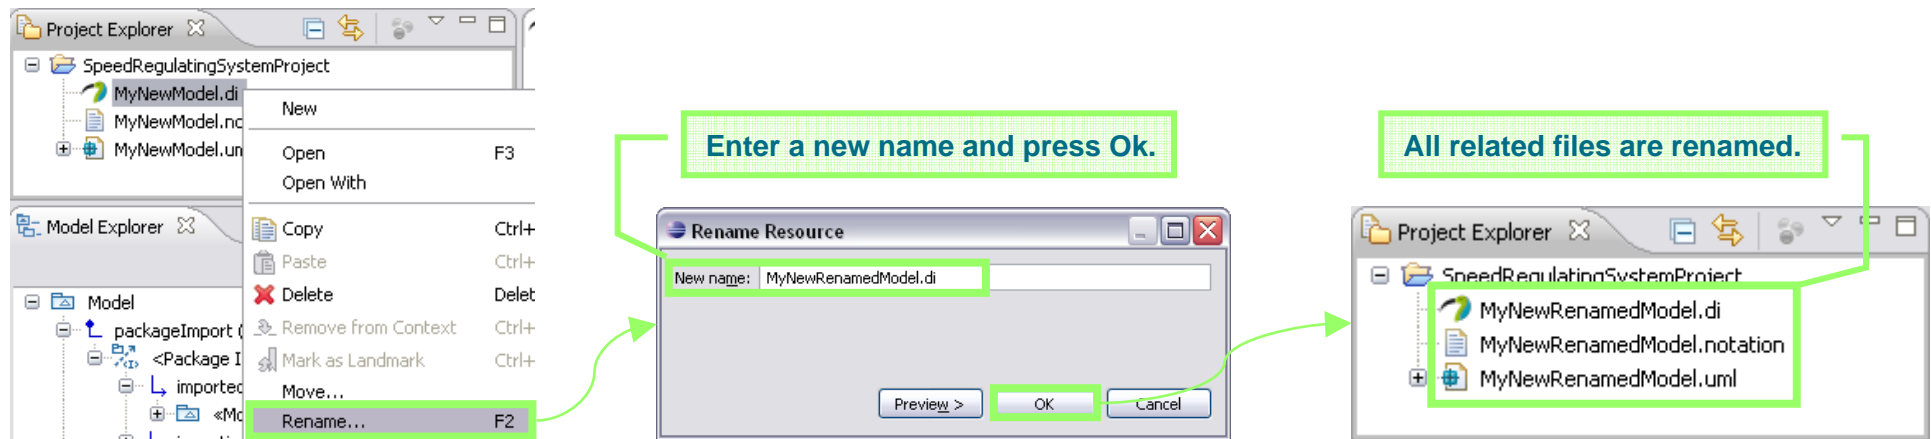 Project Explorer
SpeedRegulatingSystemProject
MyNewModel.di
MyNewModel.no
MyNewModel.um
New
Open F3
Open With
Copy Ctrl+
Paste Ctrl+
Delete Delet
Remove from Context Ctrl+
Mark as Landmark Ctrl+
Move...
Rename... F2
Model Explorer
Model
packageImport (
<Package I
imported
«Mo
Enter a new name and press Ok.
Rename Resource
New name: MyNewRenamedModel.di
Preview > OK Cancel
All related files are renamed.
Project Explorer
SpeedRegulatingSystemProject
MyNewRenamedModel.di
MyNewRenamedModel.notation
MyNewRenamedModel.uml